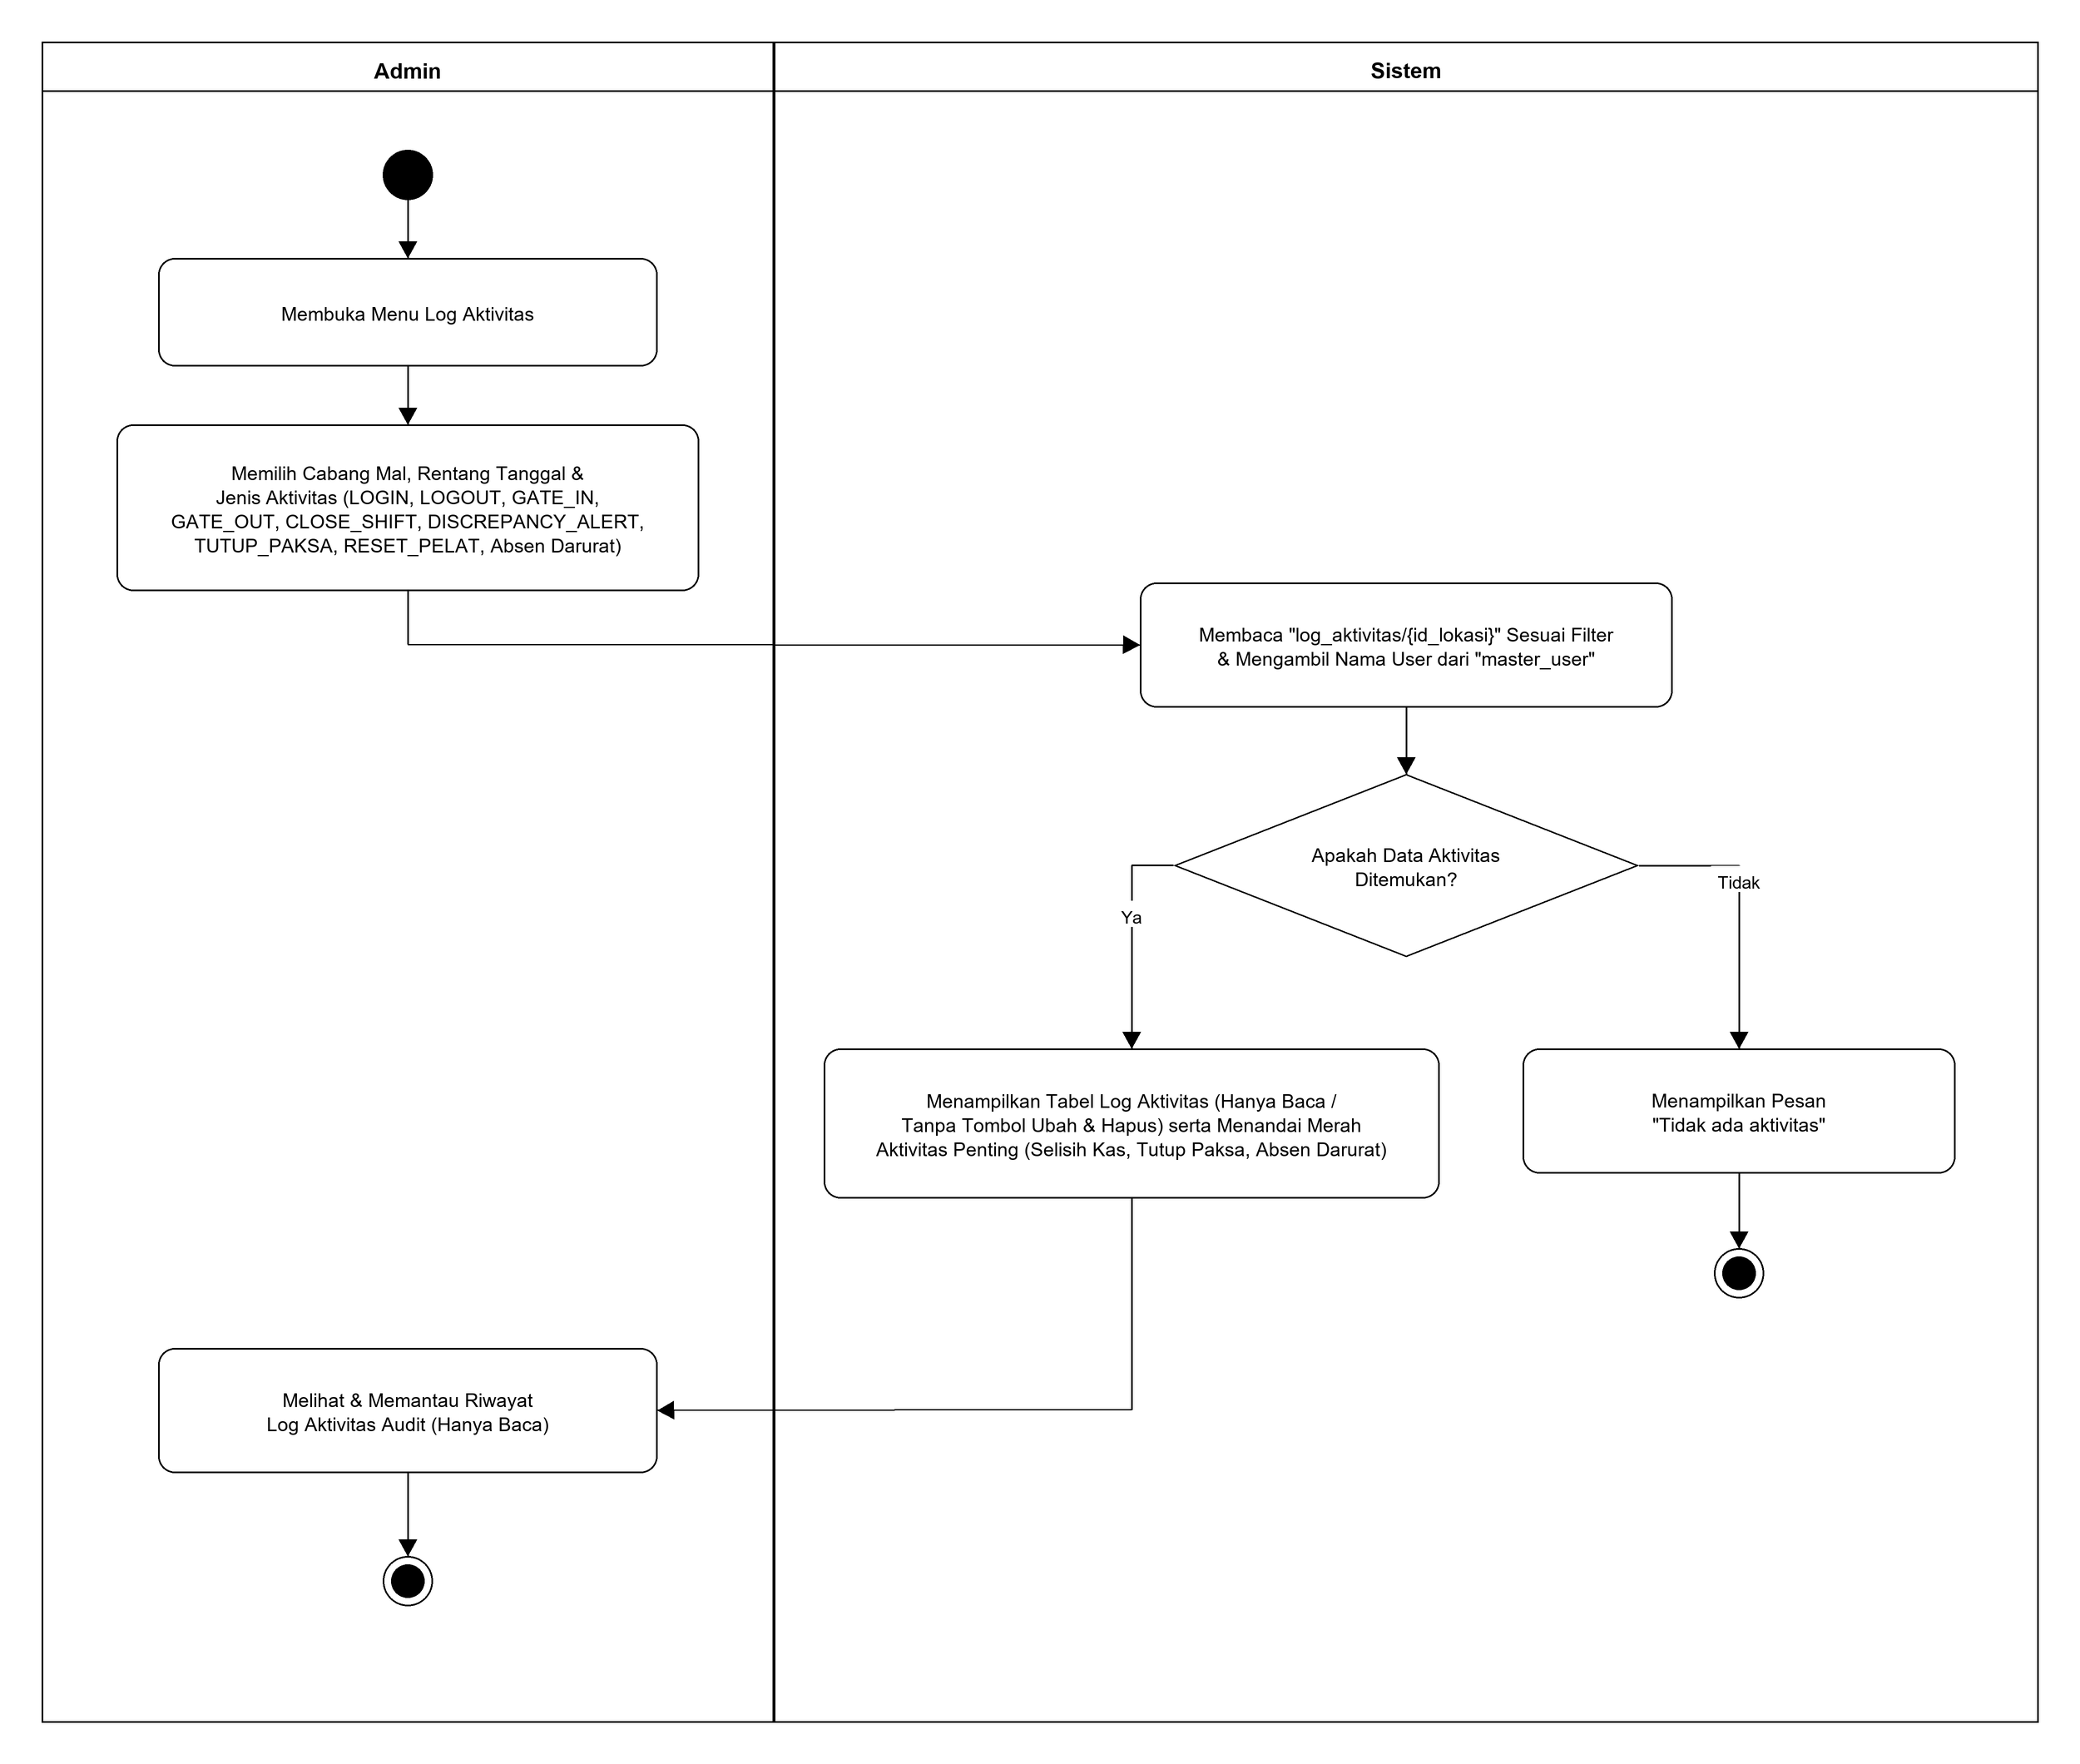 Admin
Sistem
Membuka Menu Log Aktivitas
Memilih Cabang Mal, Rentang Tanggal &
Jenis Aktivitas (LOGIN, LOGOUT, GATE_IN,
GATE_OUT, CLOSE_SHIFT, DISCREPANCY_ALERT,
TUTUP_PAKSA, RESET_PELAT, Absen Darurat)
Membaca "log_aktivitas/{id_lokasi}" Sesuai Filter
& Mengambil Nama User dari "master_user"
Apakah Data Aktivitas
Ditemukan?
Ya
Tidak
Menampilkan Tabel Log Aktivitas (Hanya Baca /
Tanpa Tombol Ubah & Hapus) serta Menandai Merah
Aktivitas Penting (Selisih Kas, Tutup Paksa, Absen Darurat)
Menampilkan Pesan
"Tidak ada aktivitas"
Melihat & Memantau Riwayat
Log Aktivitas Audit (Hanya Baca)